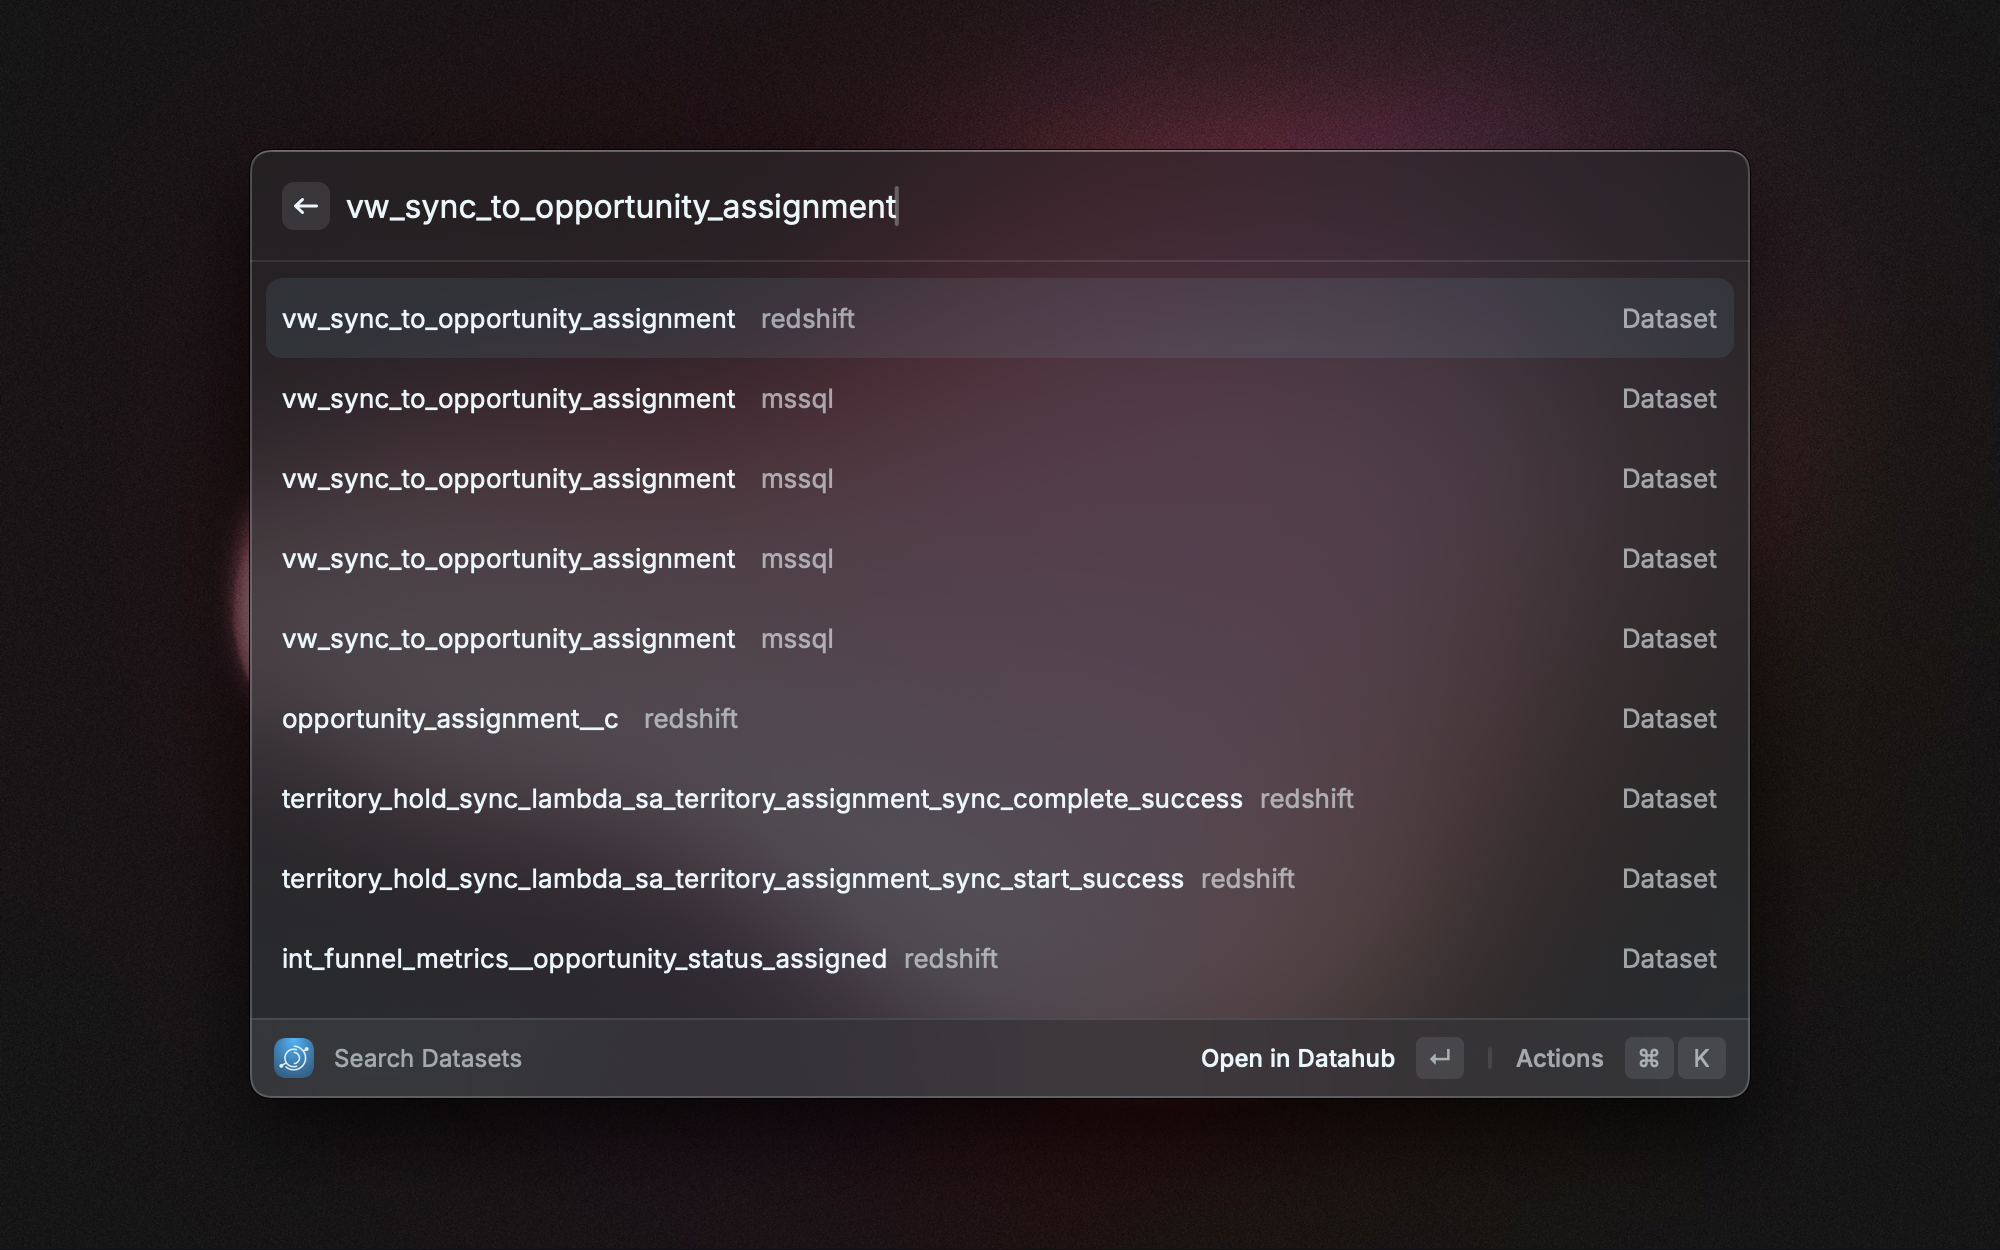 vw_sync_to_opportunity_assignment
vw_sync_to_opportunity_assignment redshift Dataset
vw_sync_to_opportunity_assignment mssql Dataset
vw_sync_to_opportunity_assignment mssql Dataset
vw_sync_to_opportunity_assignment mssql Dataset
vw_sync_to_opportunity_assignment mssql Dataset
opportunity_assignment__c redshift Dataset
territory_hold_sync_lambda_sa_territory_assignment_sync_complete_success redshift Dataset
territory_hold_sync_lambda_sa_territory_assignment_sync_start_success redshift Dataset
int_funnel_metrics__opportunity_status_assigned redshift Dataset
Search Datasets Open in Datahub ↵ Actions ⌘ K